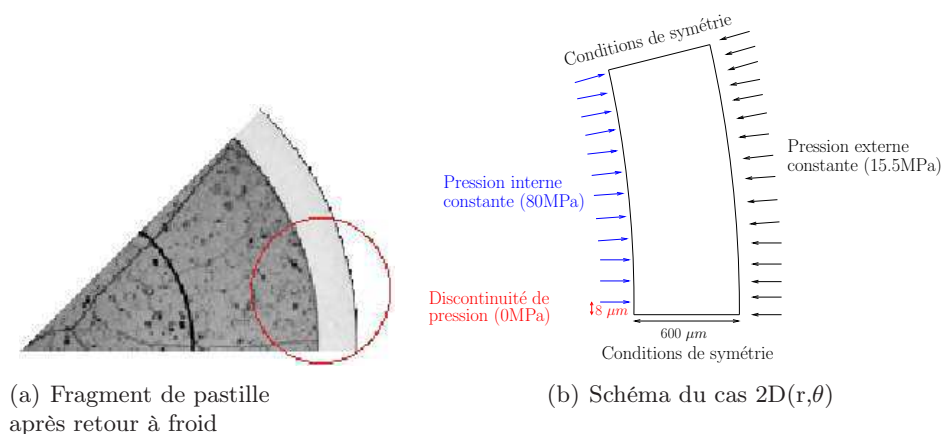 Conditions de symétrie
Pression externe
constante (15.5MPa)
Pression interne
constante (80MPa)
Discontinuité de
pression (0MPa)
8 µm
600 µm
Conditions de symétrie
(a) Fragment de pastille
après retour à froid
(b) Schéma du cas 2D(r,θ)